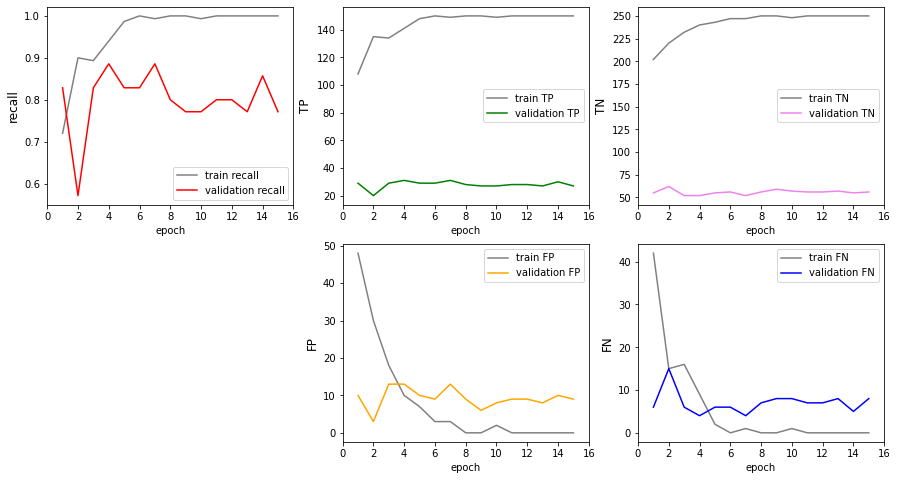 1.0
0.9
0.8
0.7
0.6
recall
0 2 4 6 8 10 12 14 16
epoch
train recall
validation recall
140
120
100
80
60
40
20
TP
0 2 4 6 8 10 12 14 16
epoch
train TP
validation TP
250
225
200
175
150
125
100
75
50
TN
0 2 4 6 8 10 12 14 16
epoch
train TN
validation TN
50
40
30
20
10
0
FP
0 2 4 6 8 10 12 14 16
epoch
train FP
validation FP
40
30
20
10
0
FN
0 2 4 6 8 10 12 14 16
epoch
train FN
validation FN